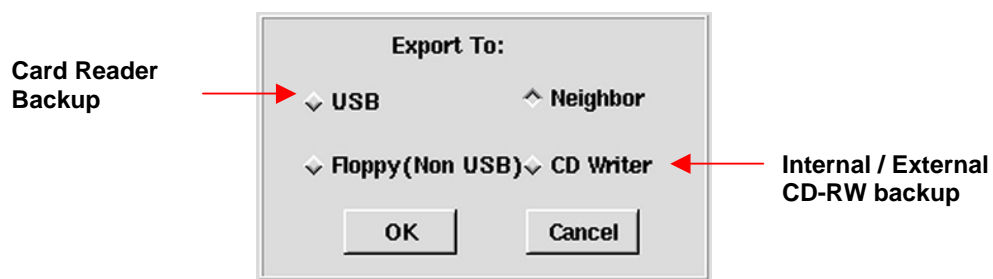 Export To:
Card Reader
Backup
USB
Neighbor
Floppy(Non USB)
CD Writer
Internal / External
CD-RW backup
OK
Cancel